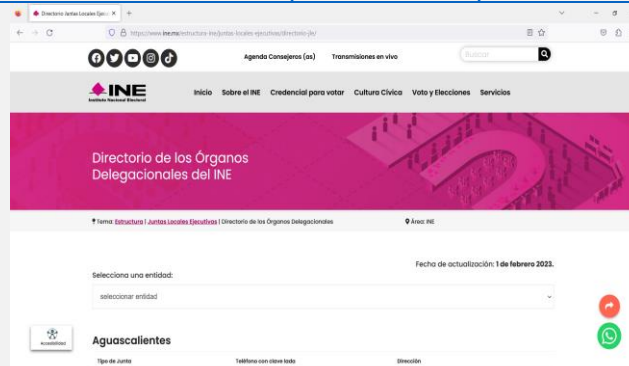 Directorio Juntas Locales Ejecu
https://www.ine.mx/estructura-ine/juntas-locales-ejecutivas/directorio-jle/
Agenda Consejeros (as)
Transmisiones en vivo
Buscar
INE
Instituto Nacional Electoral
Inicio
Sobre el INE
Credencial para votar
Cultura Cívica
Voto y Elecciones
Servicios
Directorio de los Órganos
Delegacionales del INE
Tema: Estructura | Juntas Locales Ejecutivas | Directorio de los Órganos Delegacionales
Área: INE
Fecha de actualización: 1 de febrero 2023.
Selecciona una entidad:
seleccionar entidad
Accesibilidad
Aguascalientes
Tipo de Junta
Teléfono con clave lada
Dirección